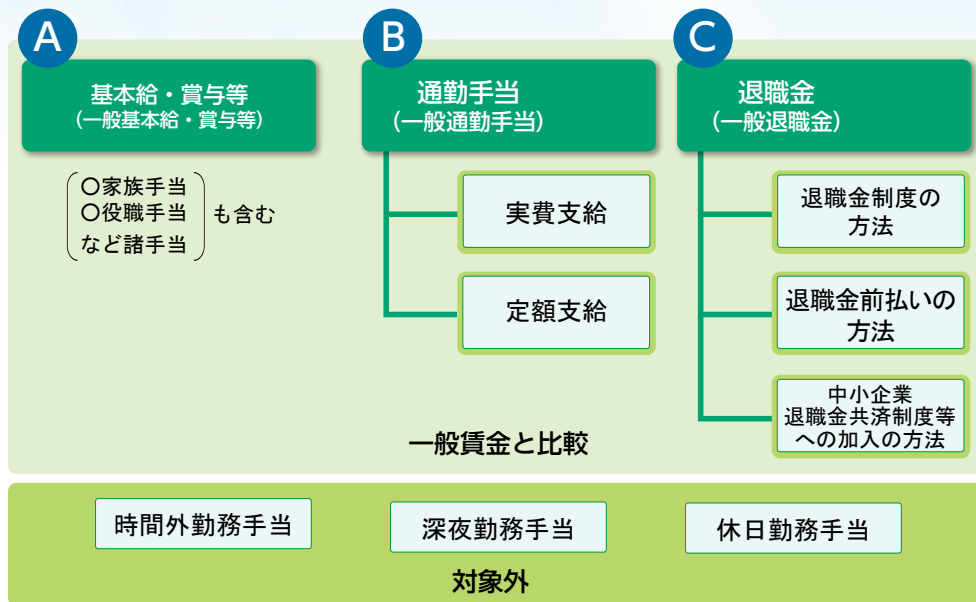 A
基本給・賞与等
(一般基本給・賞与等)
〇家族手当
〇役職手当
など諸手当
も含む
B
通勤手当
(一般通勤手当)
実費支給
定額支給
C
退職金
(一般退職金)
退職金制度の
方法
退職金前払いの
方法
中小企業
退職金共済制度等
への加入の方法
一般賃金と比較
時間外勤務手当
深夜勤務手当
休日勤務手当
対象外